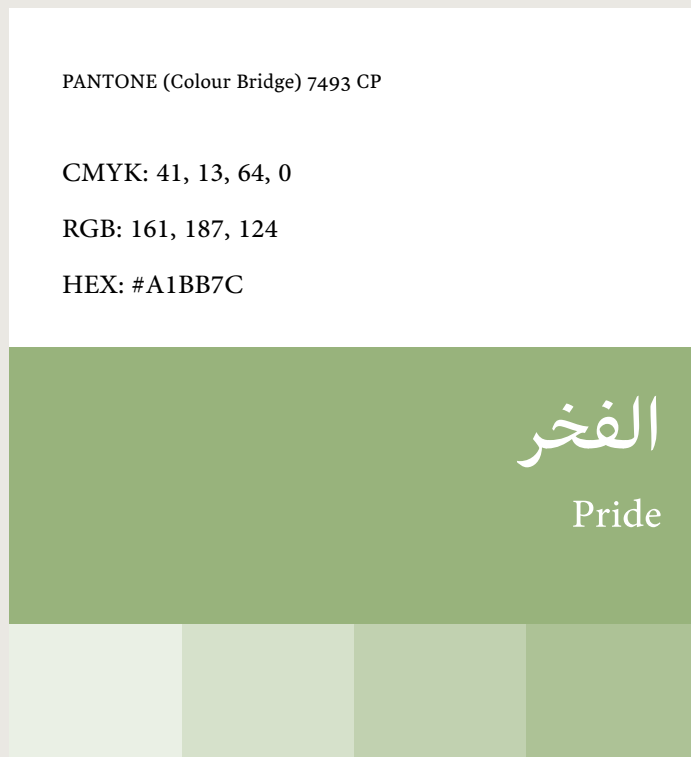 PANTONE (Colour Bridge) 7493 CP
CMYK: 41, 13, 64, 0
RGB: 161, 187, 124
HEX: #A1BB7C
الفخر
Pride